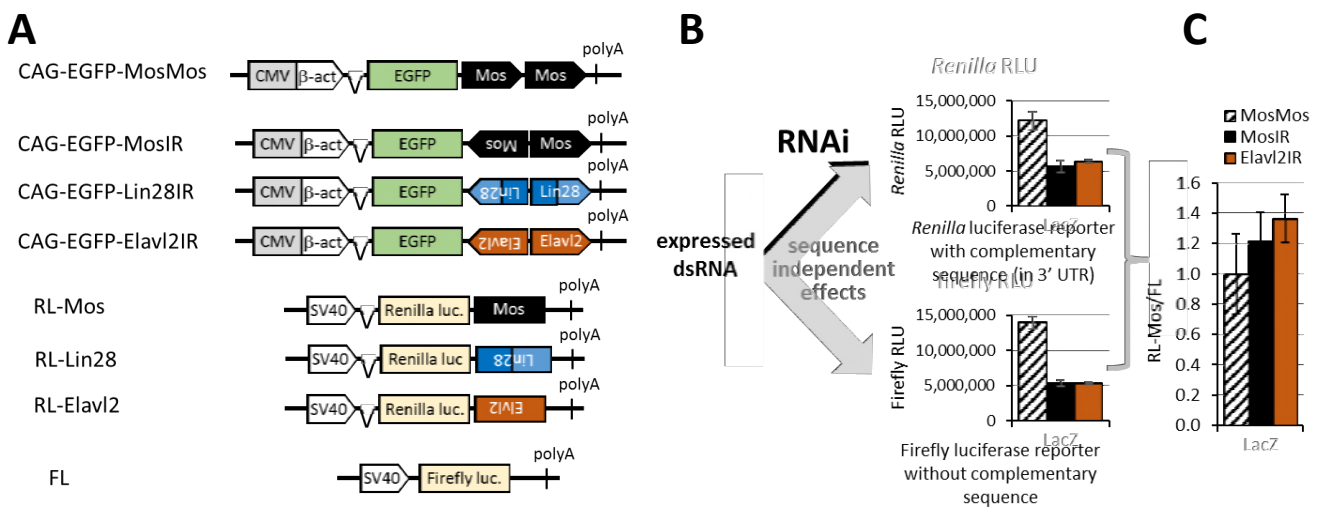 A
CAG-EGFP-MosMos
CMV β-act EGFP Mos Mos polyA
CAG-EGFP-MosIR
CMV β-act EGFP Mos Mos polyA
CAG-EGFP-Lin28IR
CMV β-act EGFP Lin28 Lin28 polyA
CAG-EGFP-Elavl2IR
CMV β-act EGFP Elavl2 Elavl2 polyA
RL-Mos
SV40 Renilla luc. Mos polyA
RL-Lin28
SV40 Renilla luc Lin28 polyA
RL-Elavl2
SV40 Renilla luc. Elvl2 polyA
FL
SV40 Firefly luc. polyA
B
expressed
dsRNA
RNAi
sequence
independent
effects
Renilla RLU
Renilla RLU
15,000,000
10,000,000
5,000,000
0
LacZ
Renilla luciferase reporter
with complementary
sequence (in 3’ UTR)
Firefly RLU
Firefly RLU
15,000,000
10,000,000
5,000,000
0
LacZ
Firefly luciferase reporter
without complementary
sequence
C
MosMos
MosIR
Elavl2IR
RL-Mos/FL
1.6
1.4
1.2
1.0
0.8
0.6
0.4
0.2
0.0
LacZ